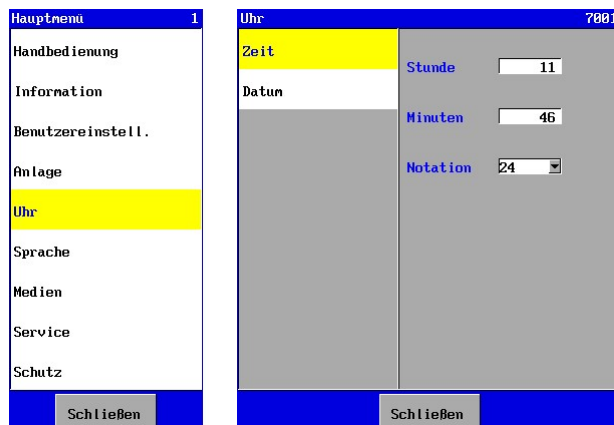 Hauptmenü 1
Handbedienung
Information
Benutzereinstell.
Anlage
Uhr
Sprache
Medien
Service
Schutz
Schließen
Uhr 7001
Zeit
Datum
Stunde 11
Minuten 46
Notation 24
Schließen